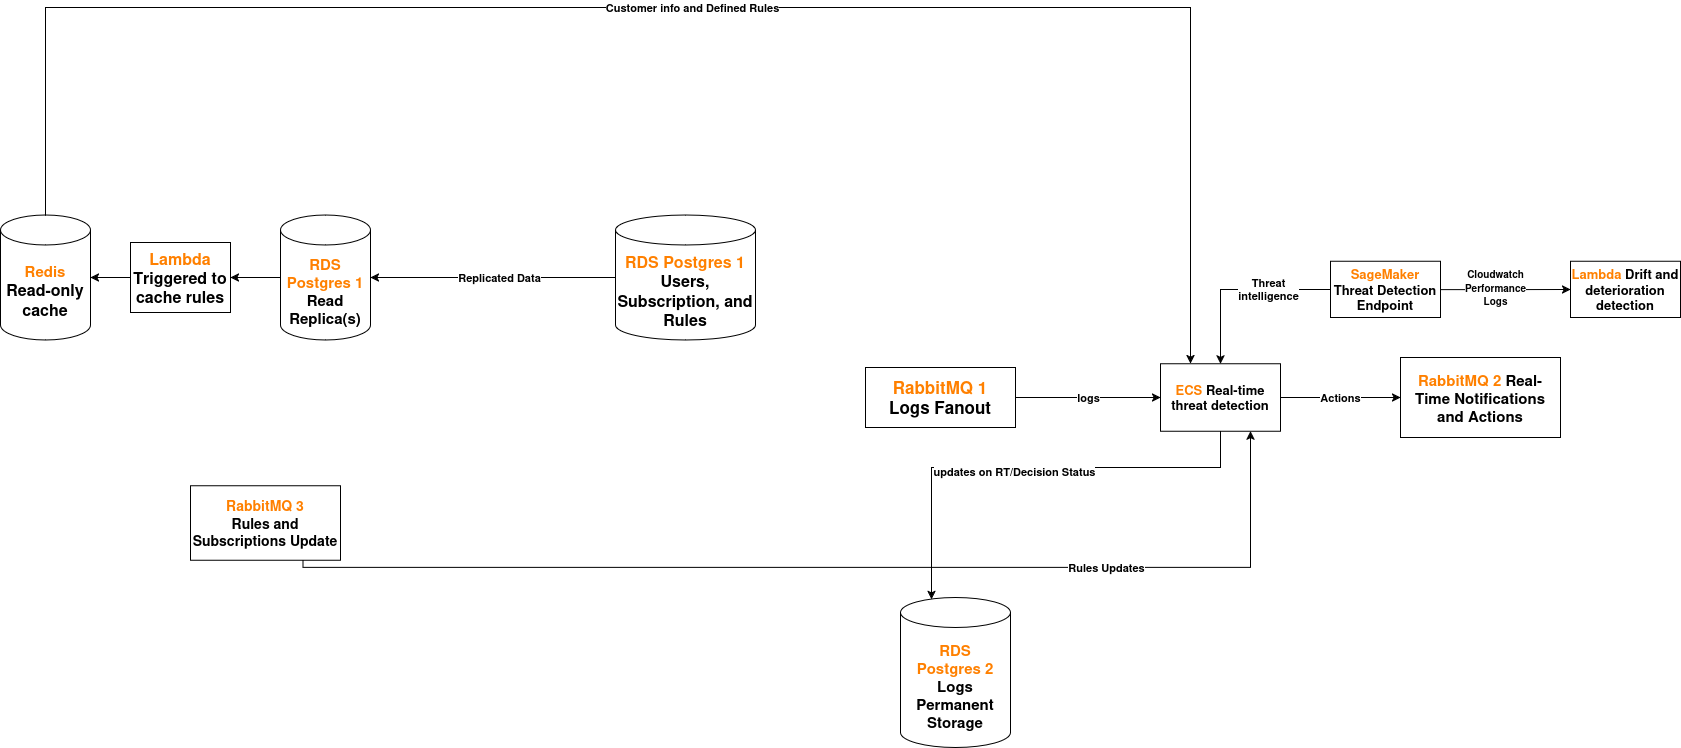 Customer info and Defined Rules
Redis
Read-only
cache
Lambda
Triggered to
cache rules
RDS
Postgres 1
Read
Replica(s)
Replicated Data
RDS Postgres 1
Users,
Subscription, and
Rules
Threat
intelligence
SageMaker
Threat Detection
Endpoint
Cloudwatch
Performance
Logs
Lambda Drift and
deterioration
detection
RabbitMQ 1
Logs Fanout
logs
ECS Real-time
threat detection
Actions
RabbitMQ 2 Real-
Time Notifications
and Actions
updates on RT/Decision Status
RabbitMQ 3
Rules and
Subscriptions Update
Rules Updates
RDS
Postgres 2
Logs
Permanent
Storage